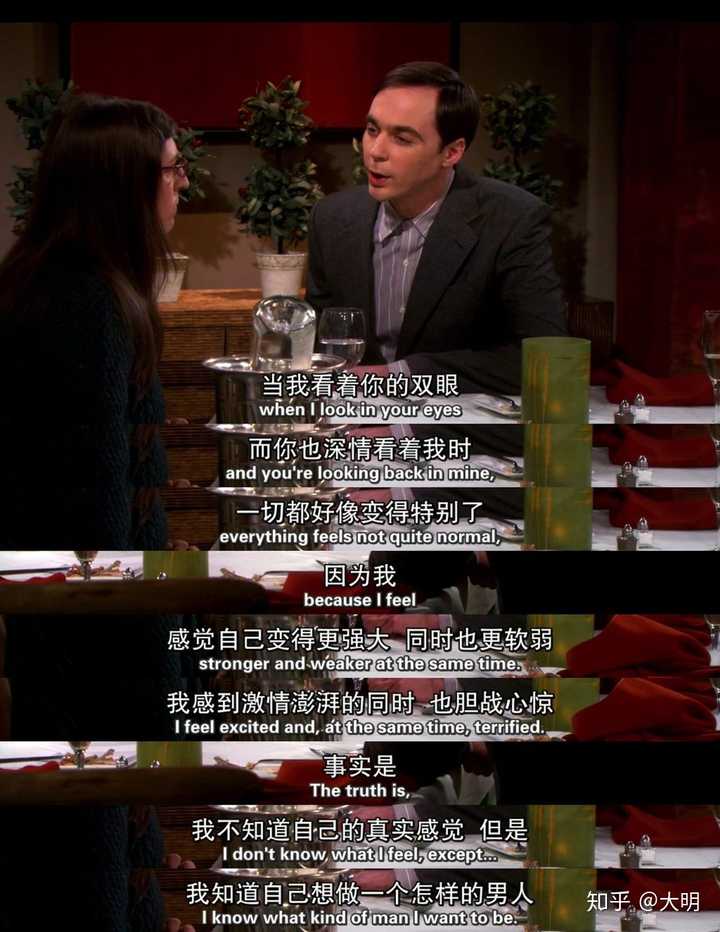 当我看着你的双眼
when I look in your eyes
而你也深情看着我时
and you're looking back in mine,
一切都好像变得特别了
everything feels not quite normal,
因为我
because I feel
感觉自己变得更强大 同时也更软弱
stronger and weaker at the same time.
我感到激情澎湃的同时 也胆战心惊
I feel excited and, at the same time, terrified.
事实是
The truth is,
我不知道自己的真实感觉 但是
I don't know what I feel, except...
我知道自己想做一个怎样的男人
I know what kind of man I want to be.
知乎 @大明